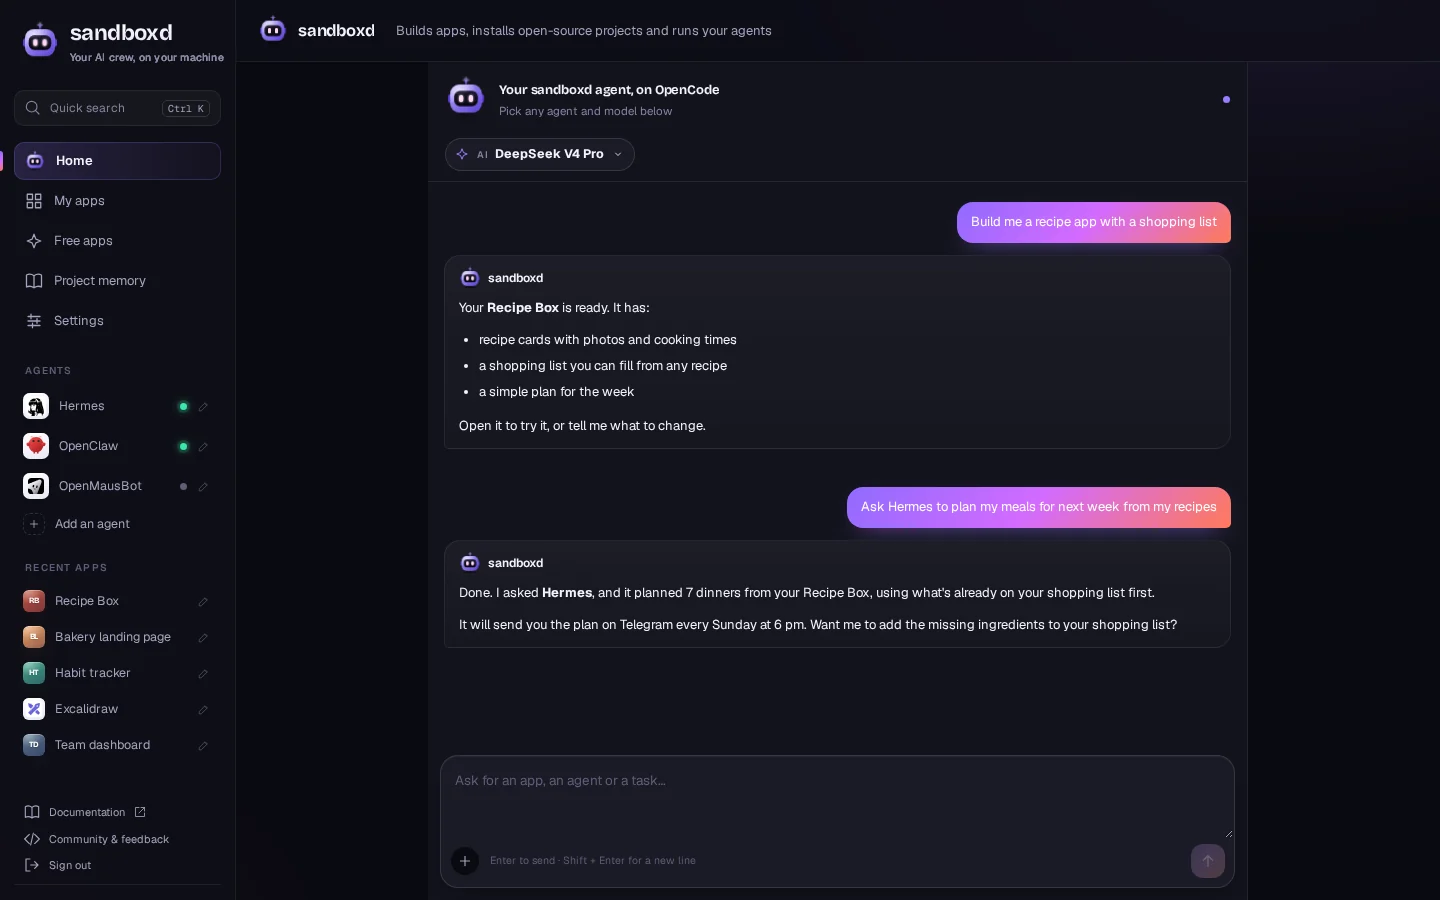 sandboxd
Your AI crew, on your machine
Quick search
Ctrl K
Home
My apps
Free apps
Project memory
Settings
AGENTS
Hermes
OpenClaw
OpenMausBot
Add an agent
RECENT APPS
RB
Recipe Box
BL
Bakery landing page
HT
Habit tracker
Excalidraw
TD
Team dashboard
Documentation
Community & feedback
Sign out
sandboxd
Builds apps, installs open-source projects and runs your agents
Your sandboxd agent, on OpenCode
Pick any agent and model below
AI DeepSeek V4 Pro
Build me a recipe app with a shopping list
sandboxd
Your Recipe Box is ready. It has:
• recipe cards with photos and cooking times
• a shopping list you can fill from any recipe
• a simple plan for the week
Open it to try it, or tell me what to change.
Ask Hermes to plan my meals for next week from my recipes
sandboxd
Done. I asked Hermes, and it planned 7 dinners from your Recipe Box, using what's already on your shopping list first.
It will send you the plan on Telegram every Sunday at 6 pm. Want me to add the missing ingredients to your shopping list?
Ask for an app, an agent or a task...
Enter to send · Shift + Enter for a new line